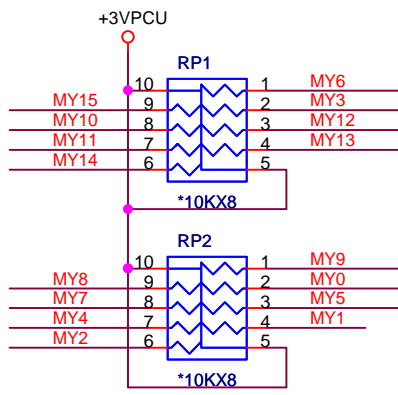 +3VPCU
RP1
10 1 MY6
MY15 9 2 MY3
MY10 8 3 MY12
MY11 7 4 MY13
MY14 6 5
*10KX8
RP2
10 1 MY9
MY8 9 2 MY0
MY7 8 3 MY5
MY4 7 4 MY1
MY2 6 5
*10KX8